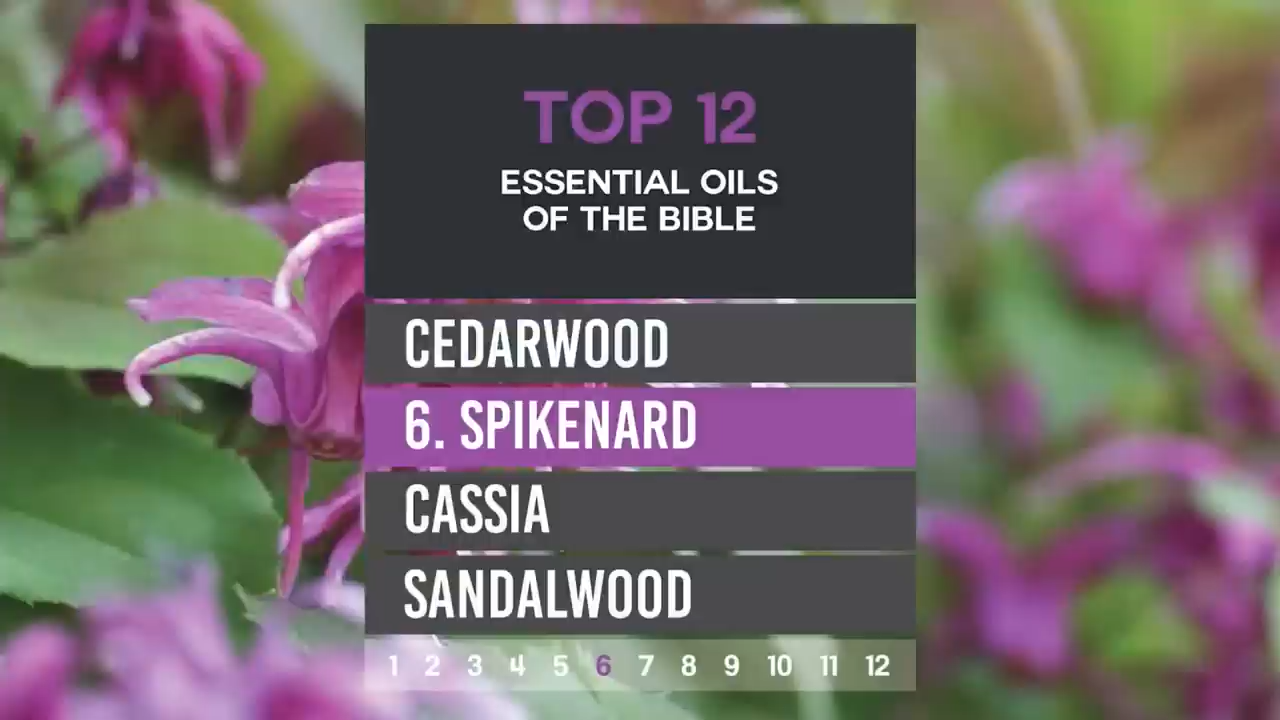 TOP 12
ESSENTIAL OILS
OF THE BIBLE
CEDARWOOD
6. SPIKENARD
CASSIA
SANDALWOOD
1 2 3 4 5 6 7 8 9 10 11 12